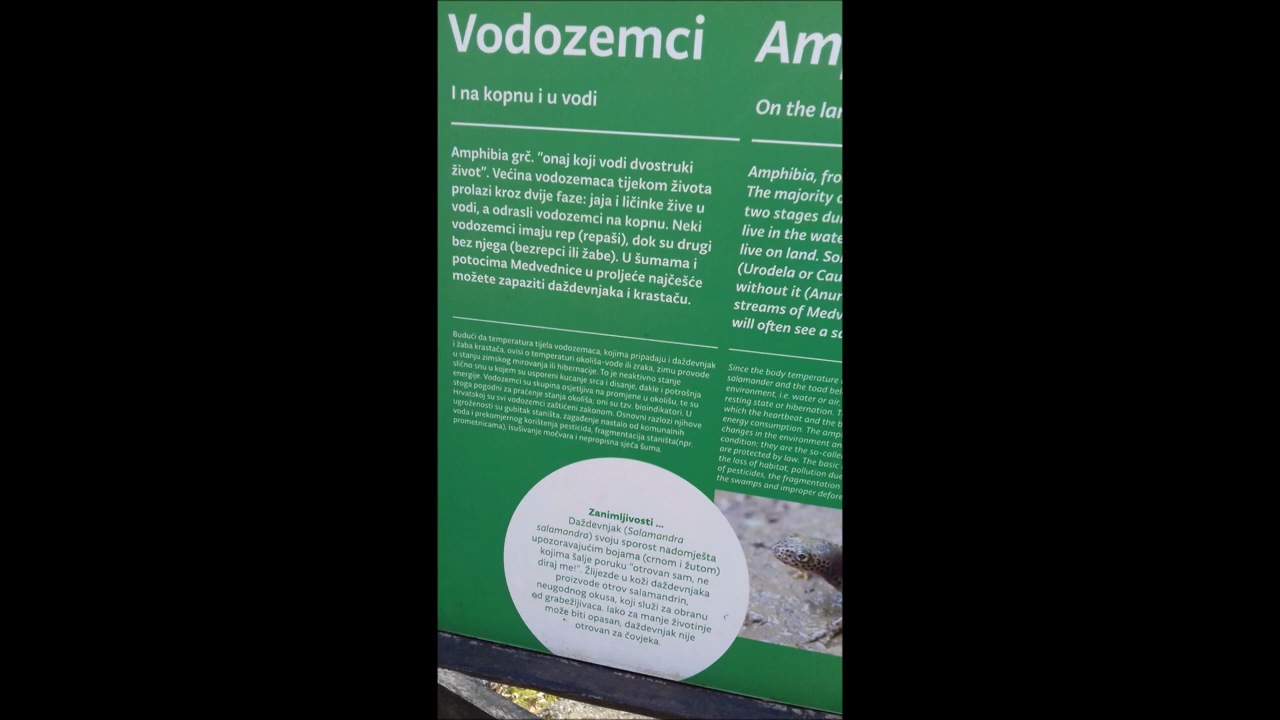 Vodozemci
I na kopnu i u vodi
Amphibia grč. "onaj koji vodi dvostruki
život". Većina vodozemaca tijekom života
prolazi kroz dvije faze: jaja i ličinke žive u
vodi, a odrasli vodozemci na kopnu. Neki
vodozemci imaju rep (repaši), dok su drugi
bez njega (bezrepci ili žabe). U šumama i
potocima Medvednice u proljeće najčešće
možete zapaziti daždevnjaka i krastaču.
Budući da temperatura tijela vodozemaca, kojima pripadaju i daždevnjak
i žaba krastača, ovisi o temperaturi okoliša-vode ili zraka, zimu provode
u stanju zimskog mirovanja ili hibernacije. To je neaktivno stanje
slično snu u kojem su usporeni kucanje srca i disanje, dakle i potrošnja
energije. Vodozemci su skupina osjetljiva na promjene u okolišu, te su
stoga pogodni za praćenje stanja okoliša; oni su tzv. bioindikatori. U
Hrvatskoj su svi vodozemci zaštićeni zakonom. Osnovni razlozi njihove
ugroženosti su gubitak staništa, zagađenje nastalo od komunalnih
voda i prekomjernog korištenja pesticida, fragmentacija staništa(npr.
prometnicama), isušivanje močvara i nepropisna sječa šuma.
Zanimljivosti ...
Daždevnjak (Salamandra
salamandra) svoju sporost nadomješta
upozoravajućim bojama (crnom i žutom)
kojima šalje poruku "otrovan sam, ne
diraj me!". Žlijezde u koži daždevnjaka
proizvode otrov salamandrin,
neugodnog okusa, koji služi za obranu
od grabežljivaca. Iako za manje životinje
može biti opasan, daždevnjak nije
otrovan za čovjeka.
Am
On the lan
Amphibia, fro
The majority o
two stages dur
live in the wate
live on land. So
(Urodela or Cau
without it (Anur
streams of Medv
will often see a sa
Since the body temperature
salamander and the toad bel
environment, i.e. water or air,
resting state or hibernation. T
which the heartbeat and the b
energy consumption. The amp
changes in the environment an
condition; they are the so-calle
are protected by law. The basic
the loss of habitat, pollution due
of pesticides, the fragmentation
the swamps and improper defore